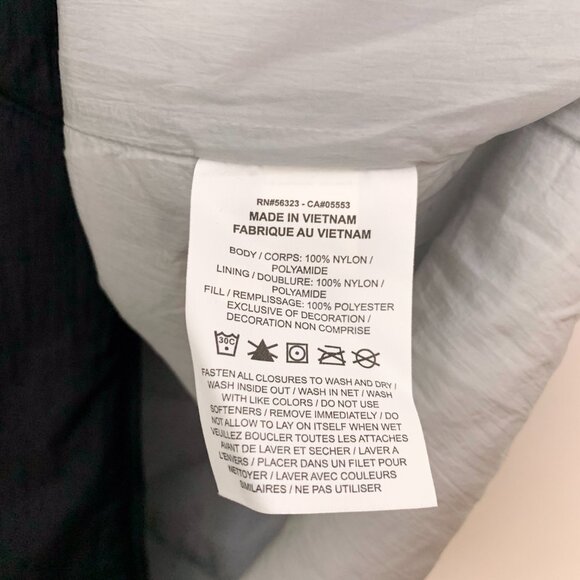 RN#56323 - CA#05553
MADE IN VIETNAM
FABRIQUE AU VIETNAM
BODY / CORPS: 100% NYLON /
POLYAMIDE
LINING / DOUBLURE: 100% NYLON /
POLYAMIDE
FILL / REMPLISSAGE: 100% POLYESTER
EXCLUSIVE OF DECORATION /
DECORATION NON COMPRISE
30C
FASTEN ALL CLOSURES TO WASH AND DRY /
WASH INSIDE OUT / WASH IN NET / WASH
WITH LIKE COLORS / DO NOT USE
SOFTENERS / REMOVE IMMEDIATELY / DO
NOT ALLOW TO LAY ON ITSELF WHEN WET
VEUILLEZ BOUCLER TOUTES LES ATTACHES
AVANT DE LAVER ET SECHER / LAVER A
L'ENVERS / PLACER DANS UN FILET POUR
NETTOYER / LAVER AVEC COULEURS
SIMILAIRES / NE PAS UTILISER